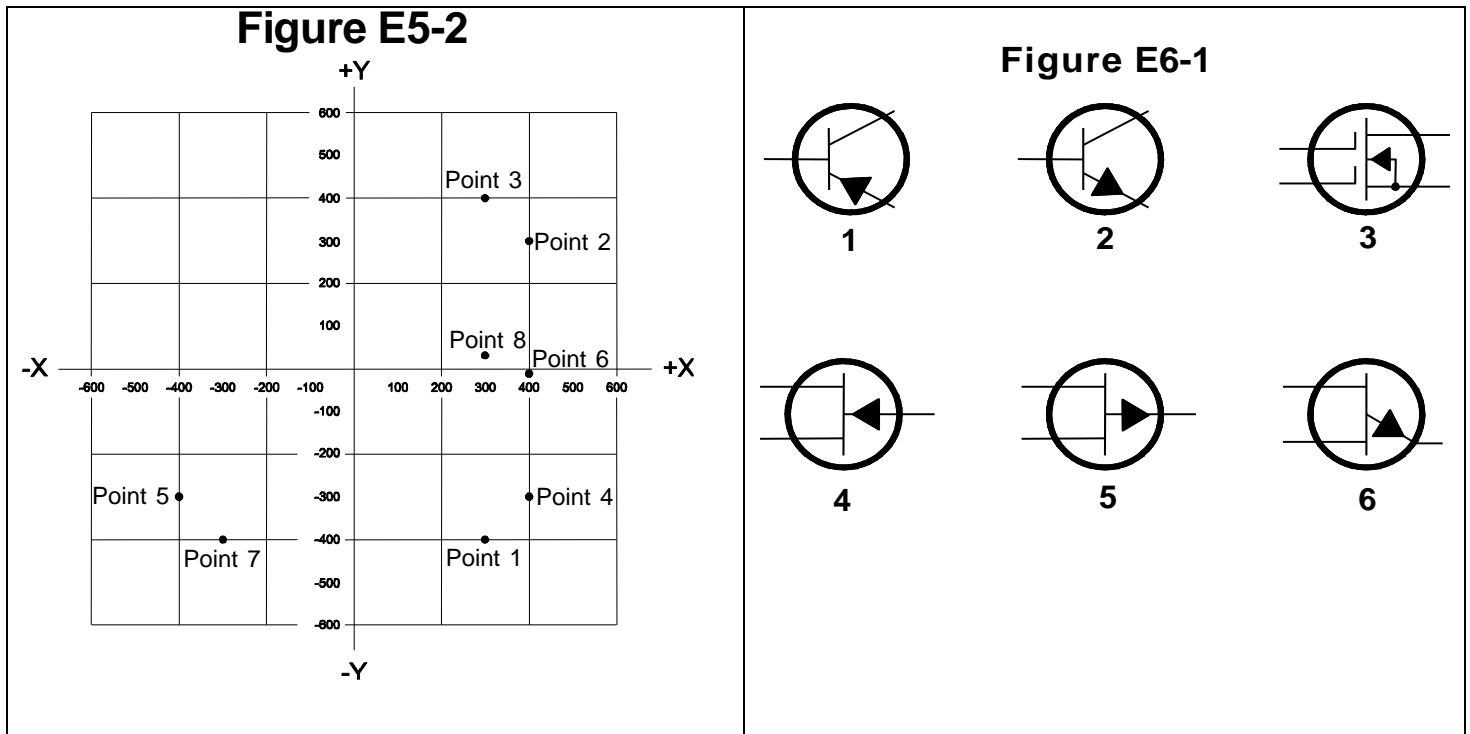 Figure E5-2
+Y
600
500
Point 3
400
300
Point 2
200
100
Point 8
Point 6
-X
+X
-600 -500 -400 -300 -200 -100 100 200 300 400 500 600
-100
-200
Point 5
-300
Point 4
-400
Point 7
Point 1
-500
-600
-Y
Figure E6-1
1 2 3
4 5 6